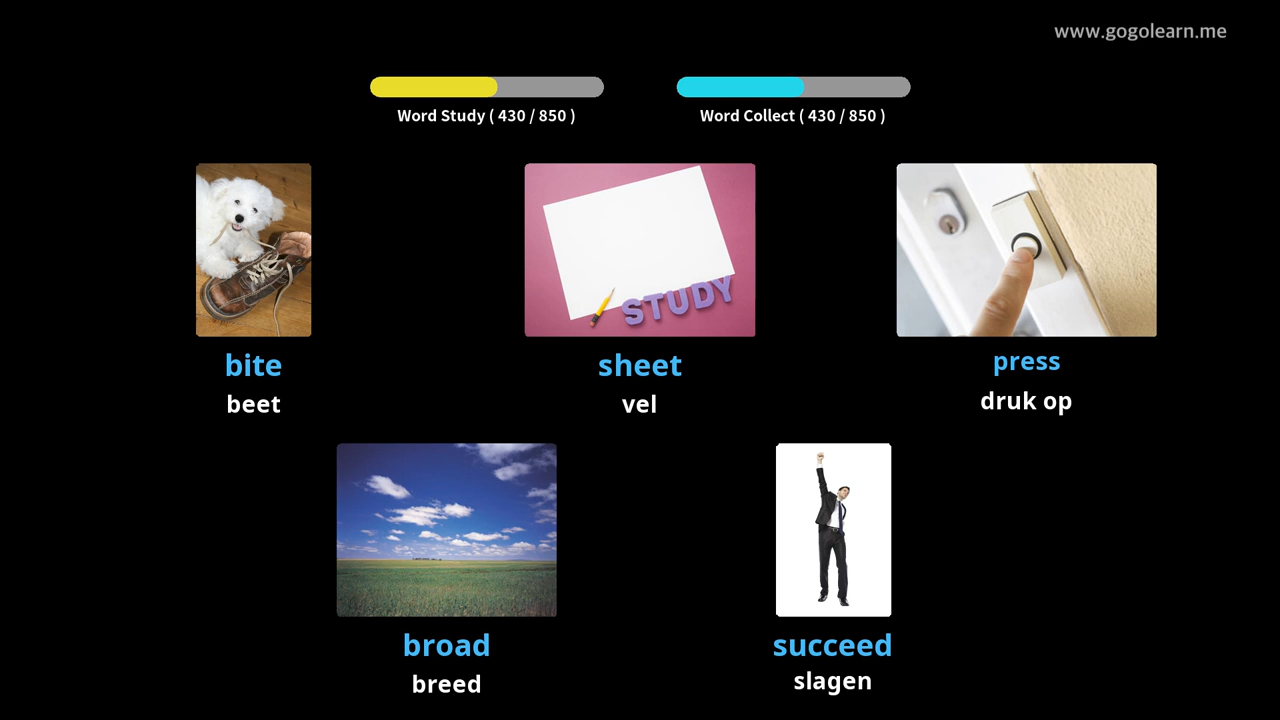 www.gogolearn.me
Word Study ( 430 / 850 )
Word Collect ( 430 / 850 )
STUDY
bite
beet
sheet
vel
press
druk op
broad
breed
succeed
slagen